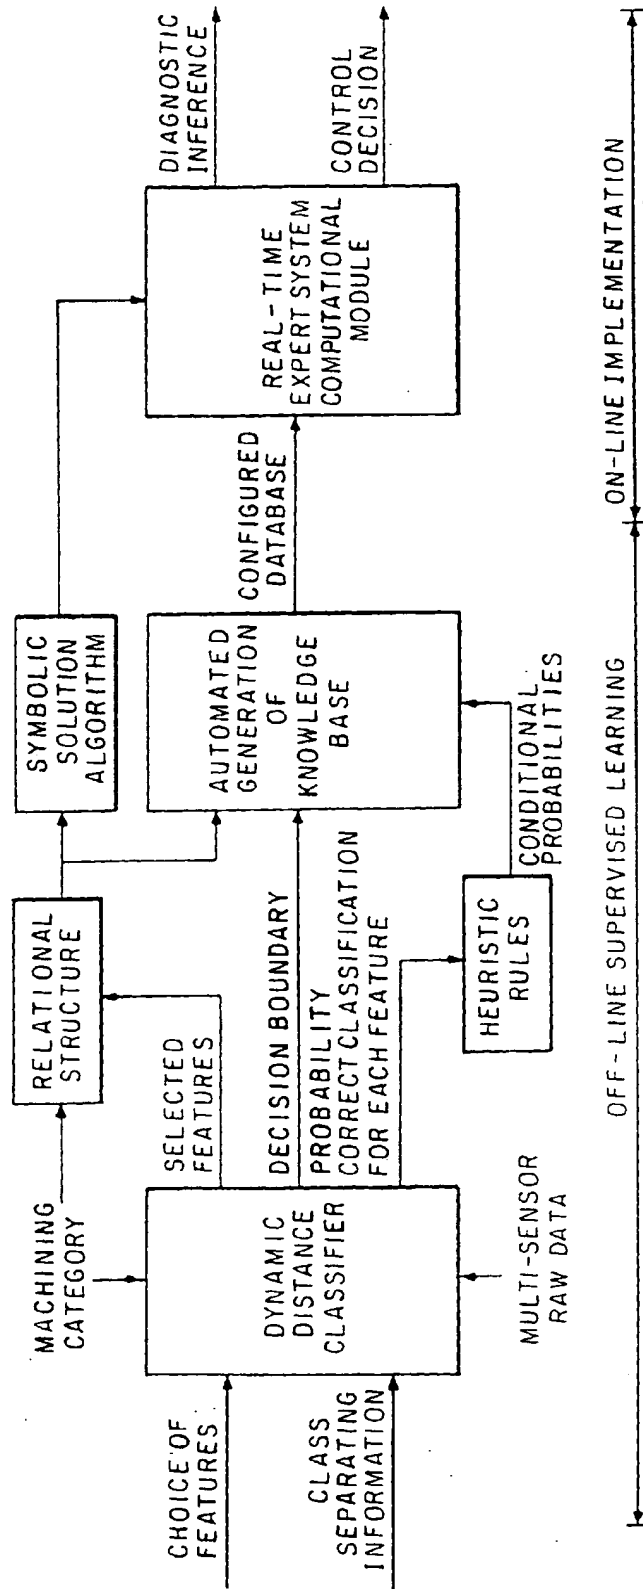 CHOICE OF
FEATURES
CLASS
SEPARATING
INFORMATION
MACHINING
CATEGORY
DYNAMIC
DISTANCE
CLASSIFIER
MULTI-SENSOR
RAW DATA
RELATIONAL
STRUCTURE
SELECTED
FEATURES
DECISION BOUNDARY
PROBABILITY
CORRECT CLASSIFICATION
FOR EACH FEATURE
HEURISTIC
RULES
SYMBOLIC
SOLUTION
ALGORITHM
AUTOMATED
GENERATION
OF
KNOWLEDGE
BASE
CONDITIONAL
PROBABILITIES
CONFIGURED
DATABASE
REAL-TIME
EXPERT SYSTEM
COMPUTATIONAL
MODULE
DIAGNOSTIC
INFERENCE
CONTROL
DECISION
OFF-LINE SUPERVISED LEARNING
ON-LINE IMPLEMENTATION